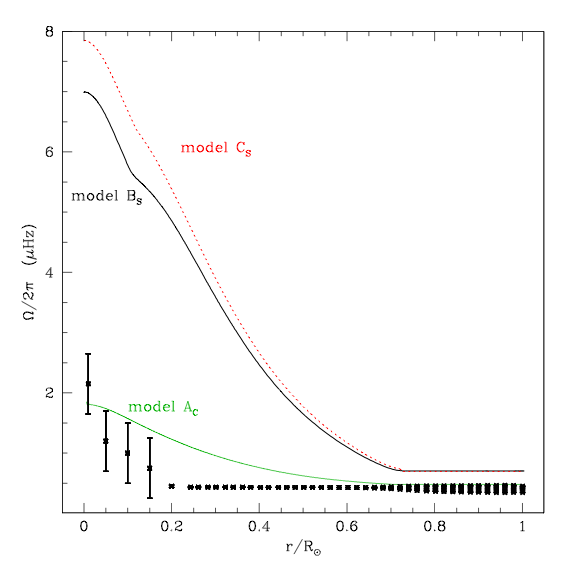 8
6
4
2
Ω/2π (μHz)
model C_s
model B_s
model A_c
0 0.2 0.4 0.6 0.8 1
r/R_⊙